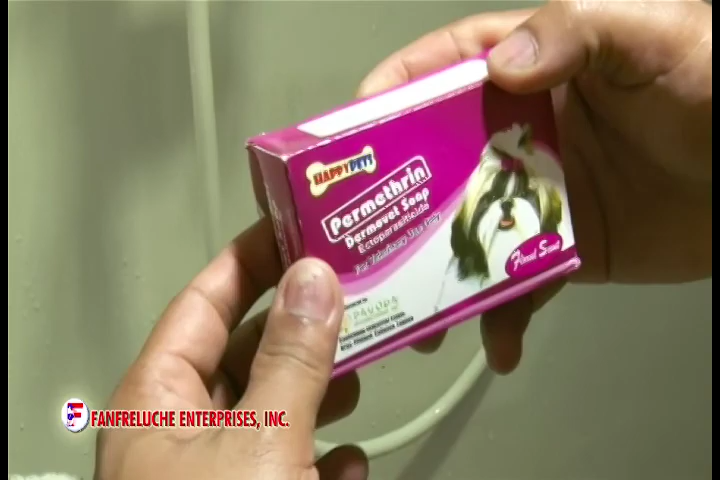 HAPPY PETS
Permethrin
Dermavet Soap
Ectoparasiticide
For Veterinary Use Only
Floral Scent
FANFRELUCHE ENTERPRISES, INC.